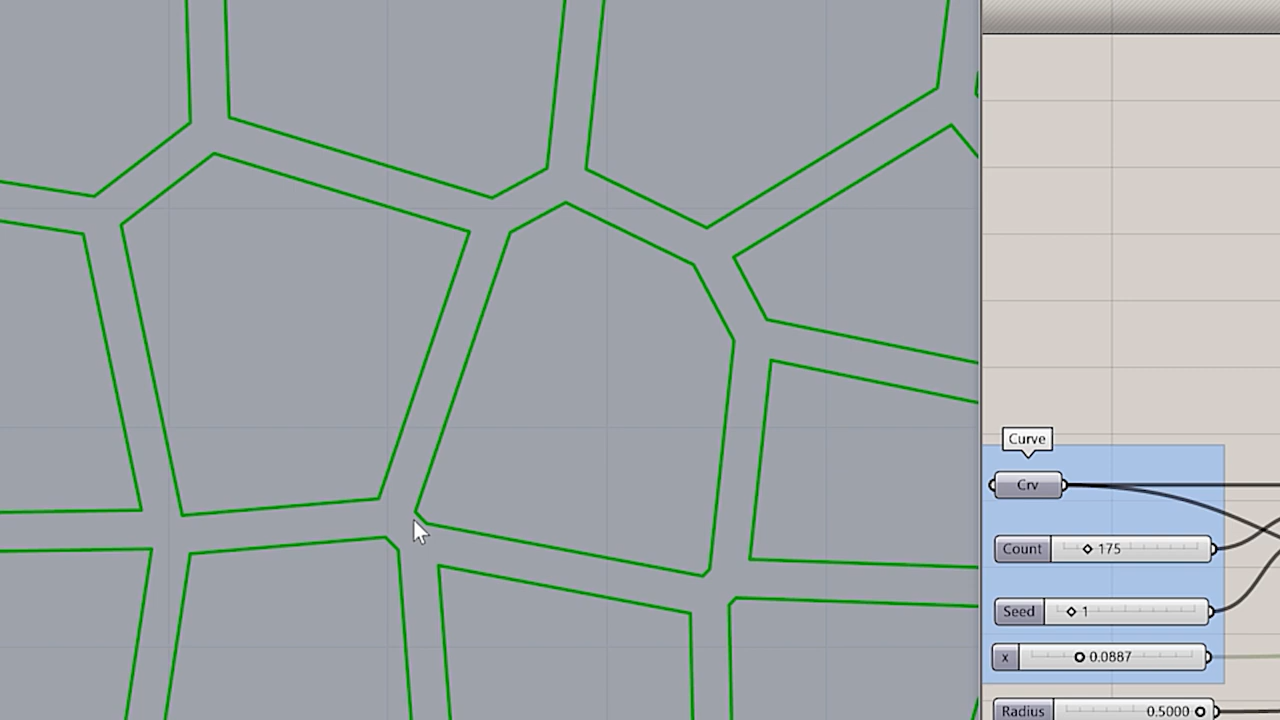 Curve
Crv
Count 175
Seed 1
x 0.0887
Radius 0.5000